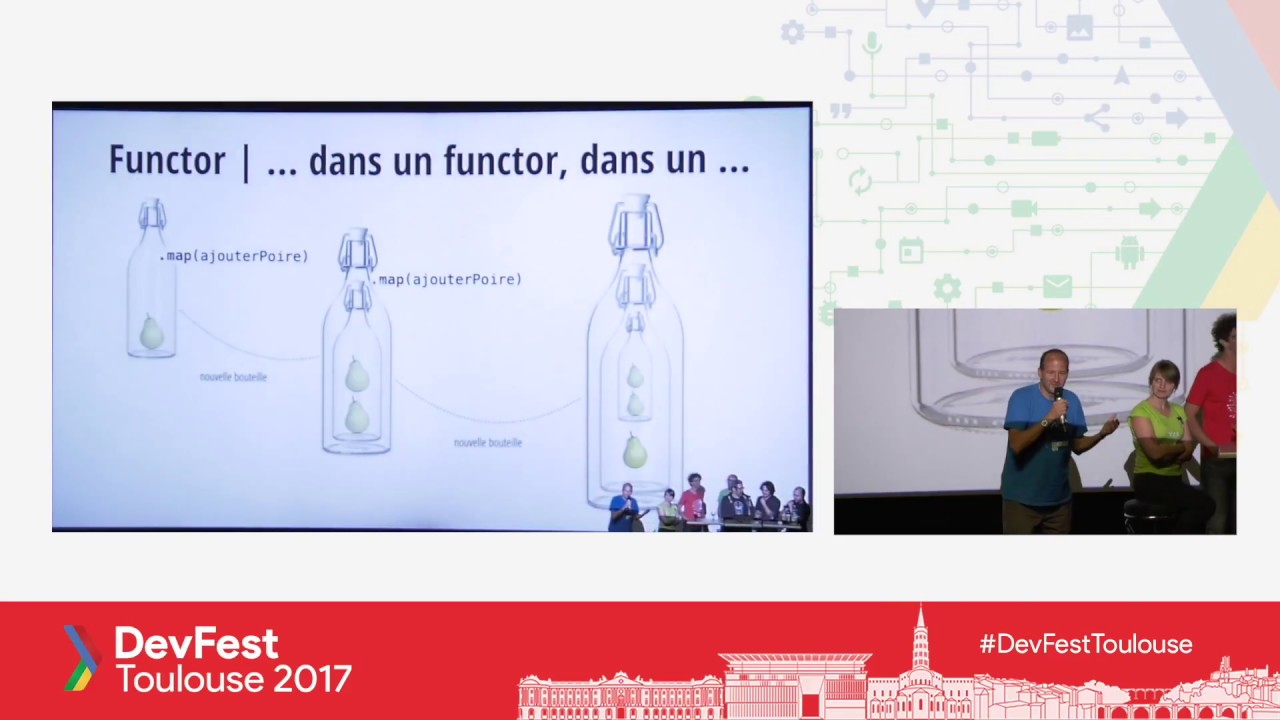 Functor | ... dans un functor, dans un ...
.map(ajouterPoire)
.map(ajouterPoire)
nouvelle bouteille
nouvelle bouteille
DevFest
Toulouse 2017
#DevFestToulouse